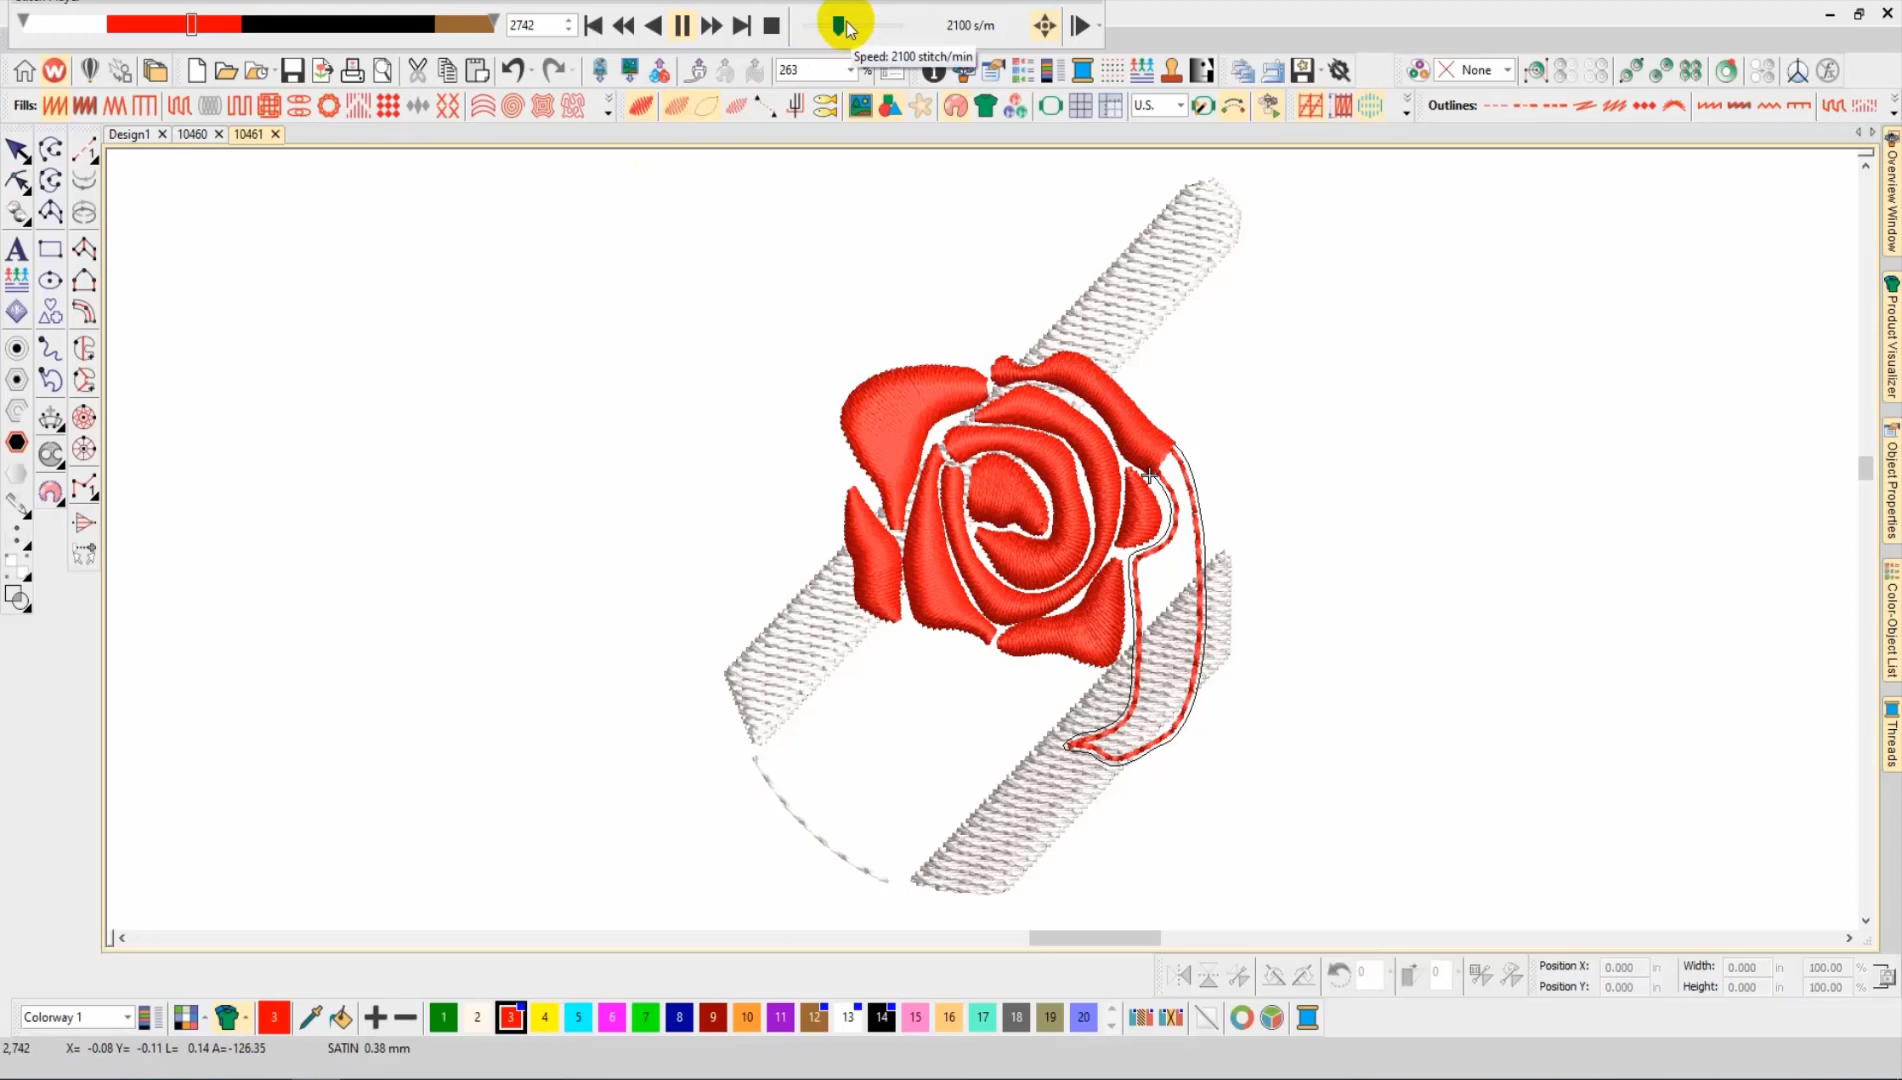 2742
2100 s/m
Speed: 2100 stitch/min
263
%
None
Fills:
U.S.
Outlines:
Design1
10460
10461
A
Overview Window
Product Visualizer
Object Properties
Color-Object List
Threads
0
0
Position X: 0.000 in Width: 0.000 in 100.00 %
Position Y: 0.000 in Height: 0.000 in 100.00 %
Colorway 1
3
1 2 3 4 5 6 7 8 9 10 11 12 13 14 15 16 17 18 19 20
2,742 X= -0.08 Y= -0.11 L= 0.14 A=-126.35 SATIN 0.38 mm